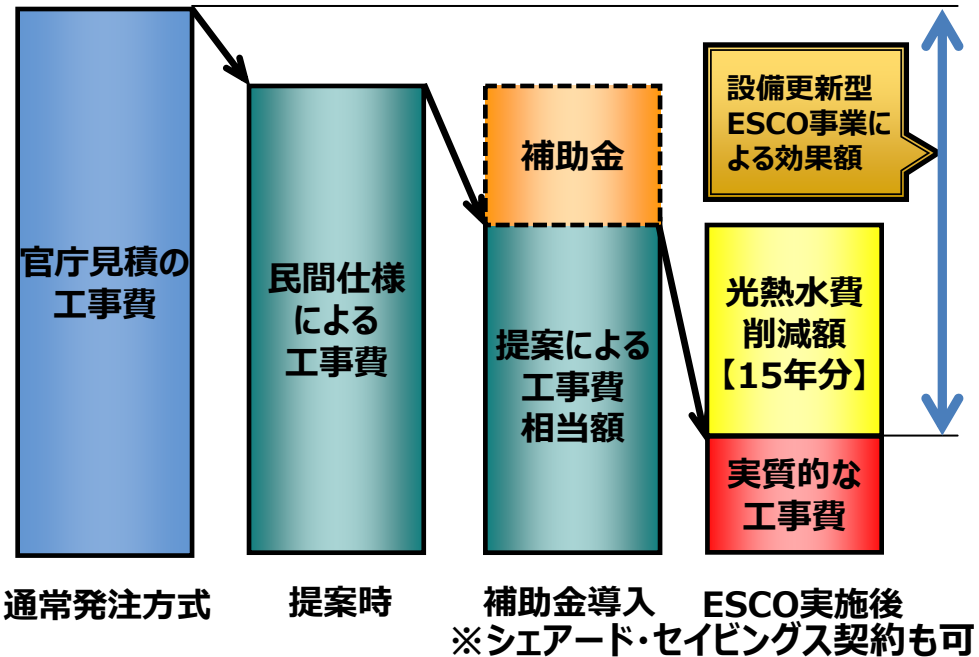 官庁見積の
工事費
民間仕様
による
工事費
補助金
提案による
工事費
相当額
設備更新型
ESCO事業に
よる効果額
光熱水費
削減額
【15年分】
実質的な
工事費
通常発注方式
提案時
補助金導入
ESCO実施後
※シェアード・セイビングス契約も可